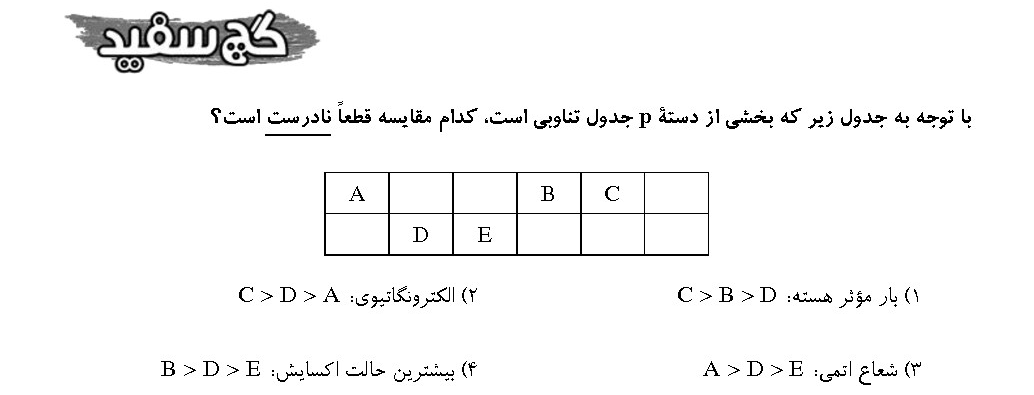 گچ سفید
با توجه به جدول زیر که بخشی از دستهٔ p جدول تناوبی است، کدام مقایسه قطعاً نادرست است؟
A B C
D E
۱) بار مؤثر هسته: C > B > D
۲) الکترونگاتیوی: C > D > A
۳) شعاع اتمی: A > D > E
۴) بیشترین حالت اکسایش: B > D > E